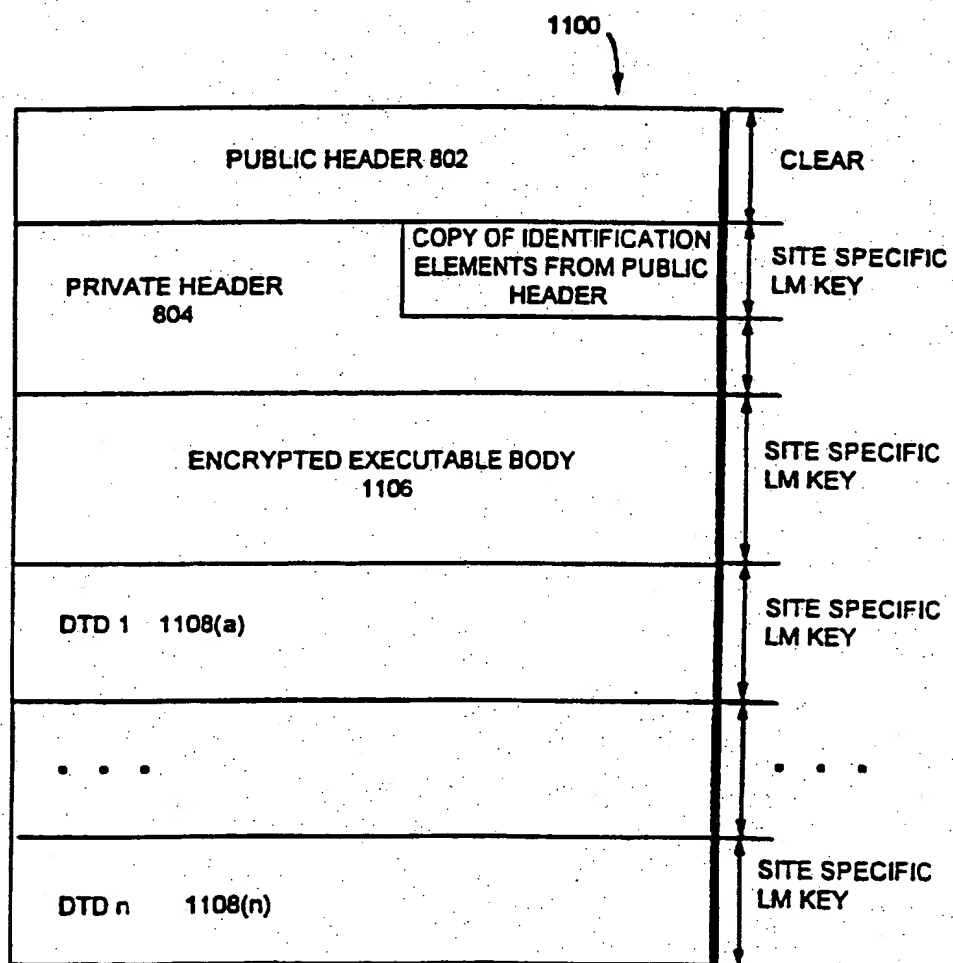 1100
PUBLIC HEADER 802
CLEAR
COPY OF IDENTIFICATION
ELEMENTS FROM PUBLIC
HEADER
PRIVATE HEADER
804
SITE SPECIFIC
LM KEY
ENCRYPTED EXECUTABLE BODY
1106
SITE SPECIFIC
LM KEY
DTD 1 1108(a)
SITE SPECIFIC
LM KEY
. . .
. . .
DTD n 1108(n)
SITE SPECIFIC
LM KEY